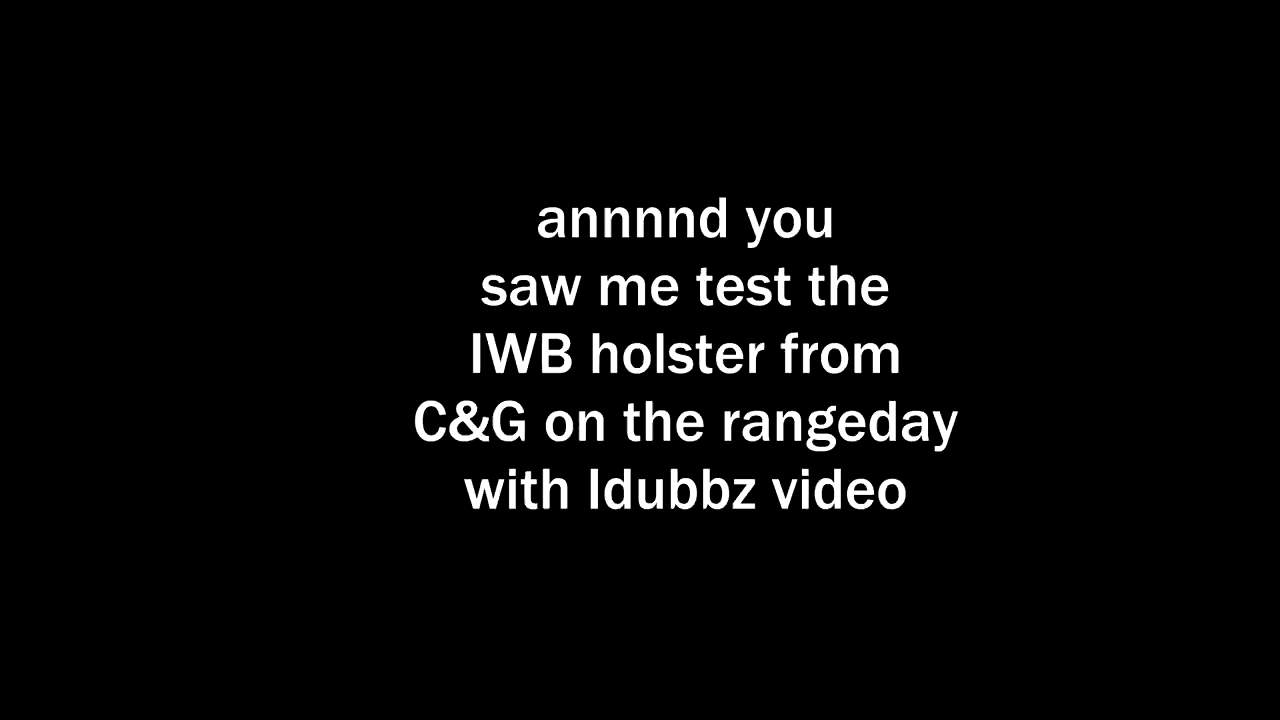 annnnd you
saw me test the
IWB holster from
C&G on the rangeday
with Idubbz video